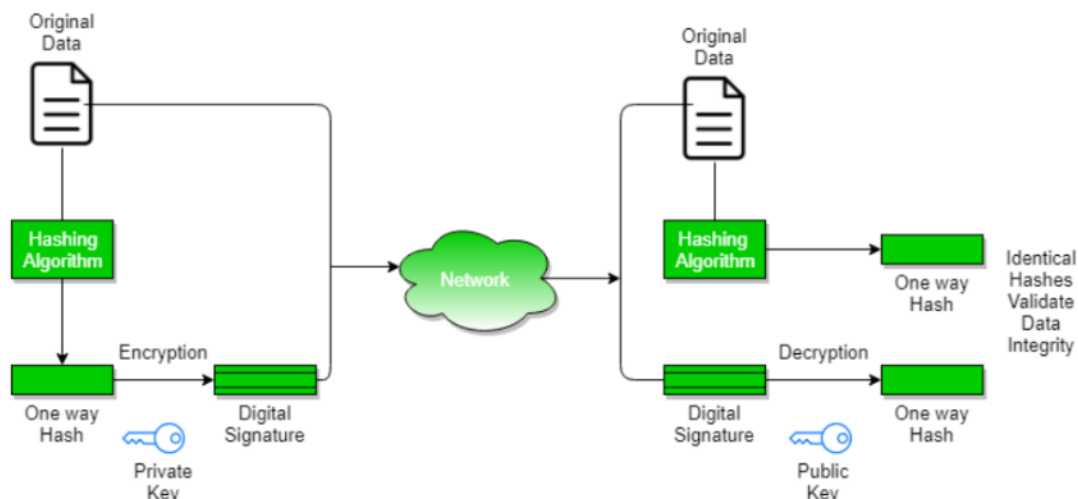 Original
Data
Hashing
Algorithm
Encryption
One way
Hash
Private
Key
Digital
Signature
Network
Original
Data
Hashing
Algorithm
One way
Hash
Identical
Hashes
Validate
Data
Integrity
Decryption
Digital
Signature
Public
Key
One way
Hash